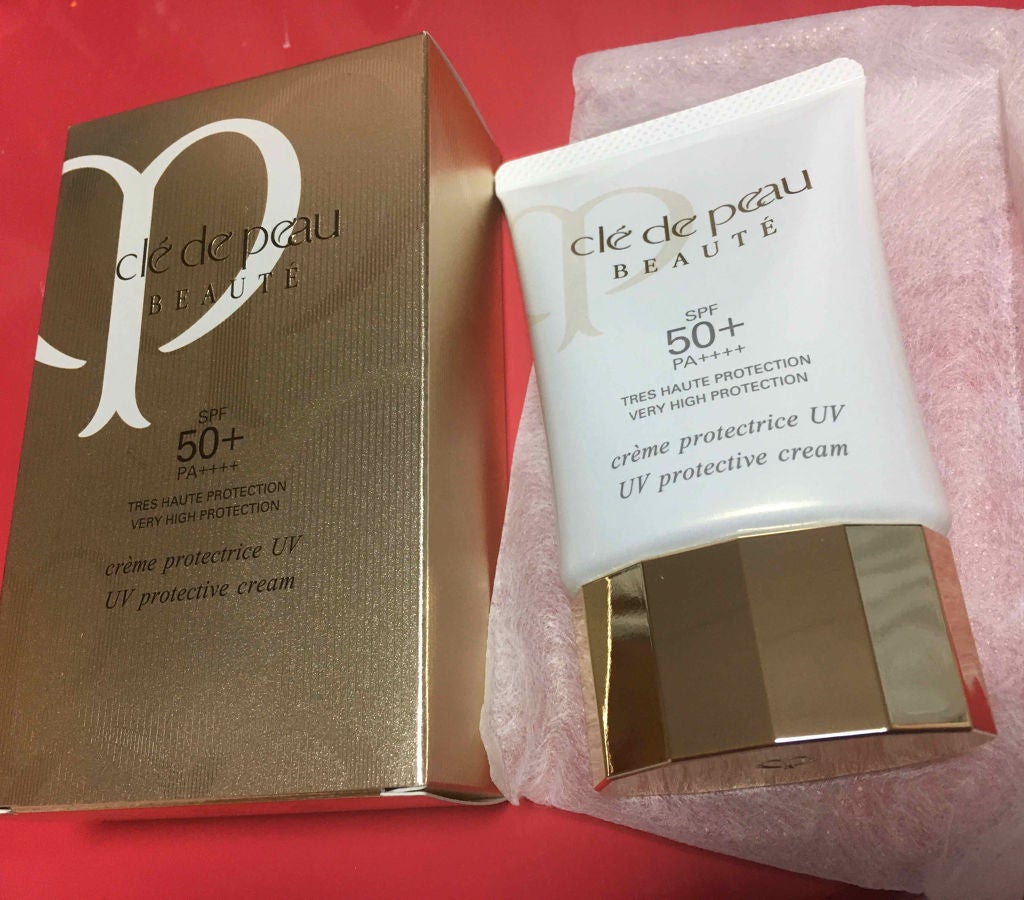 clé de peau
BEAUTÉ
SPF
50+
PA++++
TRES HAUTE PROTECTION
VERY HIGH PROTECTION
crème protectrice UV
UV protective cream
clé de peau
BEAUTÉ
SPF
50+
PA++++
TRES HAUTE PROTECTION
VERY HIGH PROTECTION
crème protectrice UV
UV protective cream